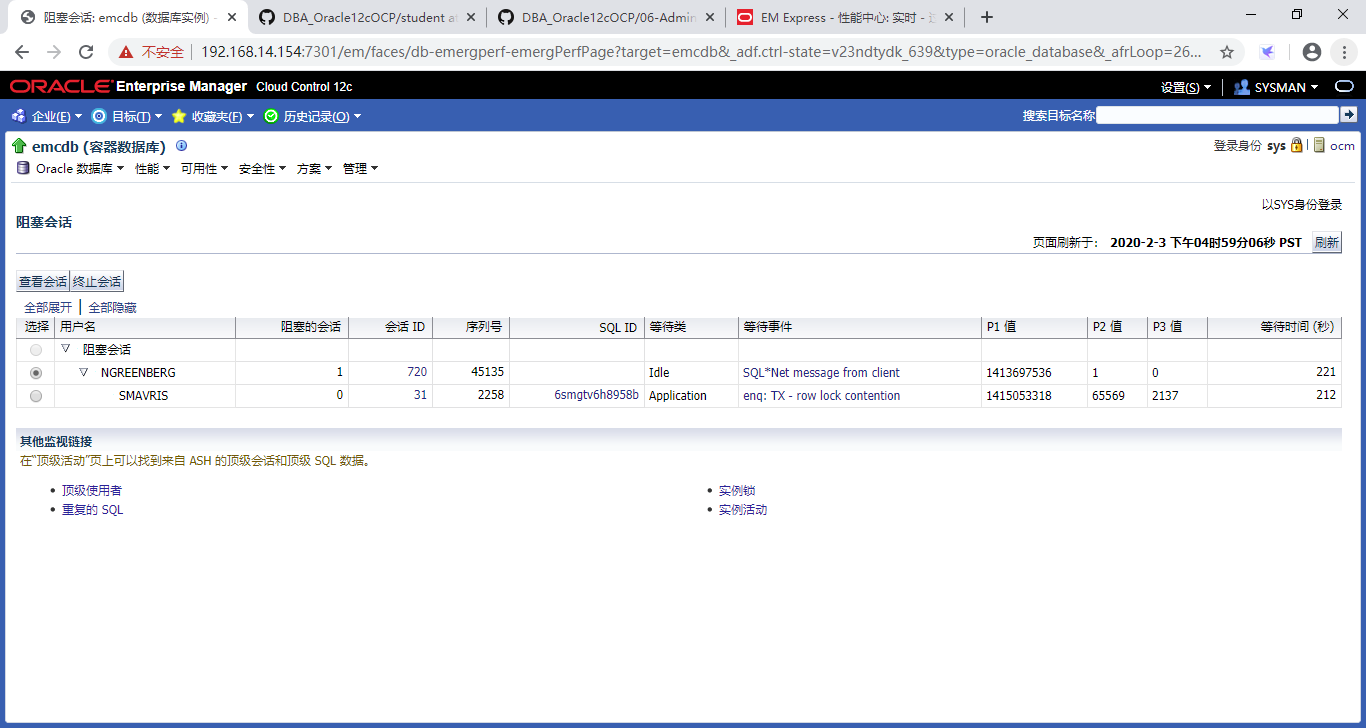 阻塞会话: emcdb (数据库实例) - DBA_Oracle12cOCP/student at DBA_Oracle12cOCP/06-Admin EM Express - 性能中心: 实时 -
不安全 192.168.14.154:7301/em/faces/db-emergperf-emergPerfPage?target=emcdb&_adf.ctrl-state=v23ndtydk_639&type=oracle_database&_afrLoop=26...
ORACLE Enterprise Manager Cloud Control 12c 设置(S) SYSMAN
企业(E) 目标(T) 收藏夹(F) 历史记录(O) 搜索目标名称
emcdb (容器数据库) 登录身份 sys ocm
Oracle 数据库 性能 可用性 安全性 方案 管理
以SYS身份登录
阻塞会话
页面刷新于: 2020-2-3 下午04时59分06秒 PST 刷新
查看会话 终止会话
全部展开 | 全部隐藏
选择 用户名 阻塞的会话 会话 ID 序列号 SQL ID 等待类 等待事件 P1 值 P2 值 P3 值 等待时间 (秒)
阻塞会话
NGREENBERG 1 720 45135 Idle SQL*Net message from client 1413697536 1 0 221
SMAVRIS 0 31 2258 6smgtv6h8958b Application enq: TX - row lock contention 1415053318 65569 2137 212
其他监视链接
在"顶级活动"页上可以找到来自 ASH 的顶级会话和顶级 SQL 数据。
• 顶级使用者 • 实例锁
• 重复的 SQL • 实例活动